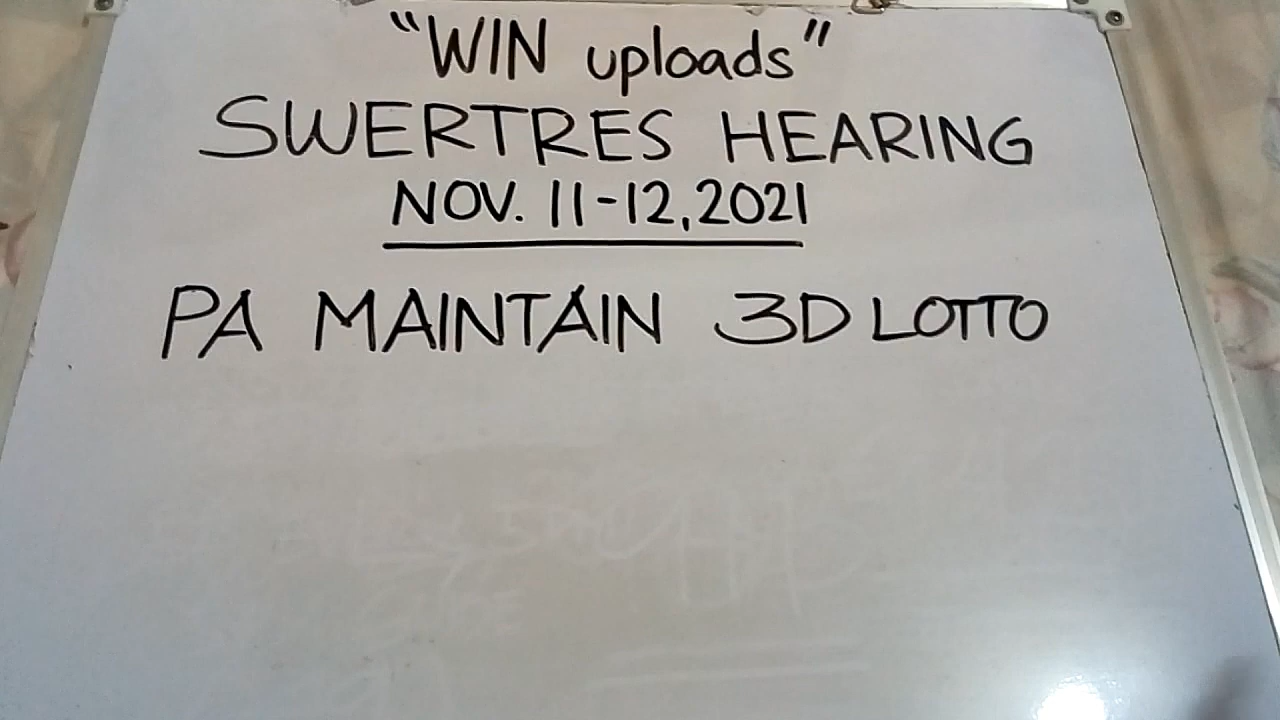 "WIN uploads"
SWERTRES HEARING
NOV. 11-12,2021
PA MAINTAIN 3D LOTTO